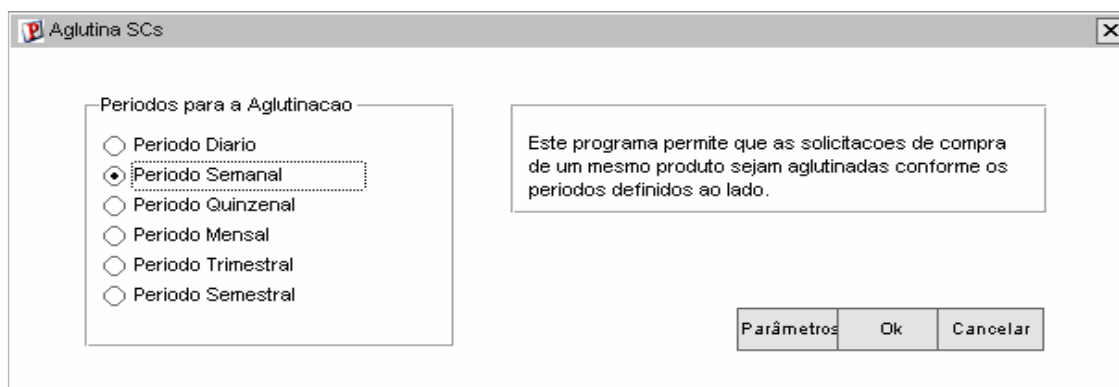 Aglutina SCs
Periodos para a Aglutinacao
Periodo Diario
Periodo Semanal
Periodo Quinzenal
Periodo Mensal
Periodo Trimestral
Periodo Semestral
Este programa permite que as solicitacoes de compra
de um mesmo produto sejam aglutinadas conforme os
periodos definidos ao lado.
Parâmetros Ok Cancelar